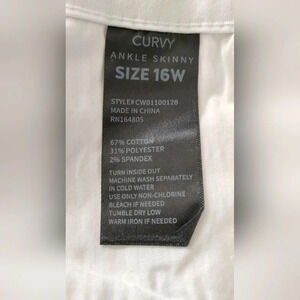 CURVY
ANKLE SKINNY
SIZE 16W
STYLE# CW01100128
MADE IN CHINA
RN164805
67% COTTON
31% POLYESTER
2% SPANDEX
TURN INSIDE OUT
MACHINE WASH SEPARATELY
IN COLD WATER
USE ONLY NON-CHLORINE
BLEACH IF NEEDED
TUMBLE DRY LOW
WARM IRON IF NEEDED